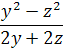 y² − z²
2y + 2z